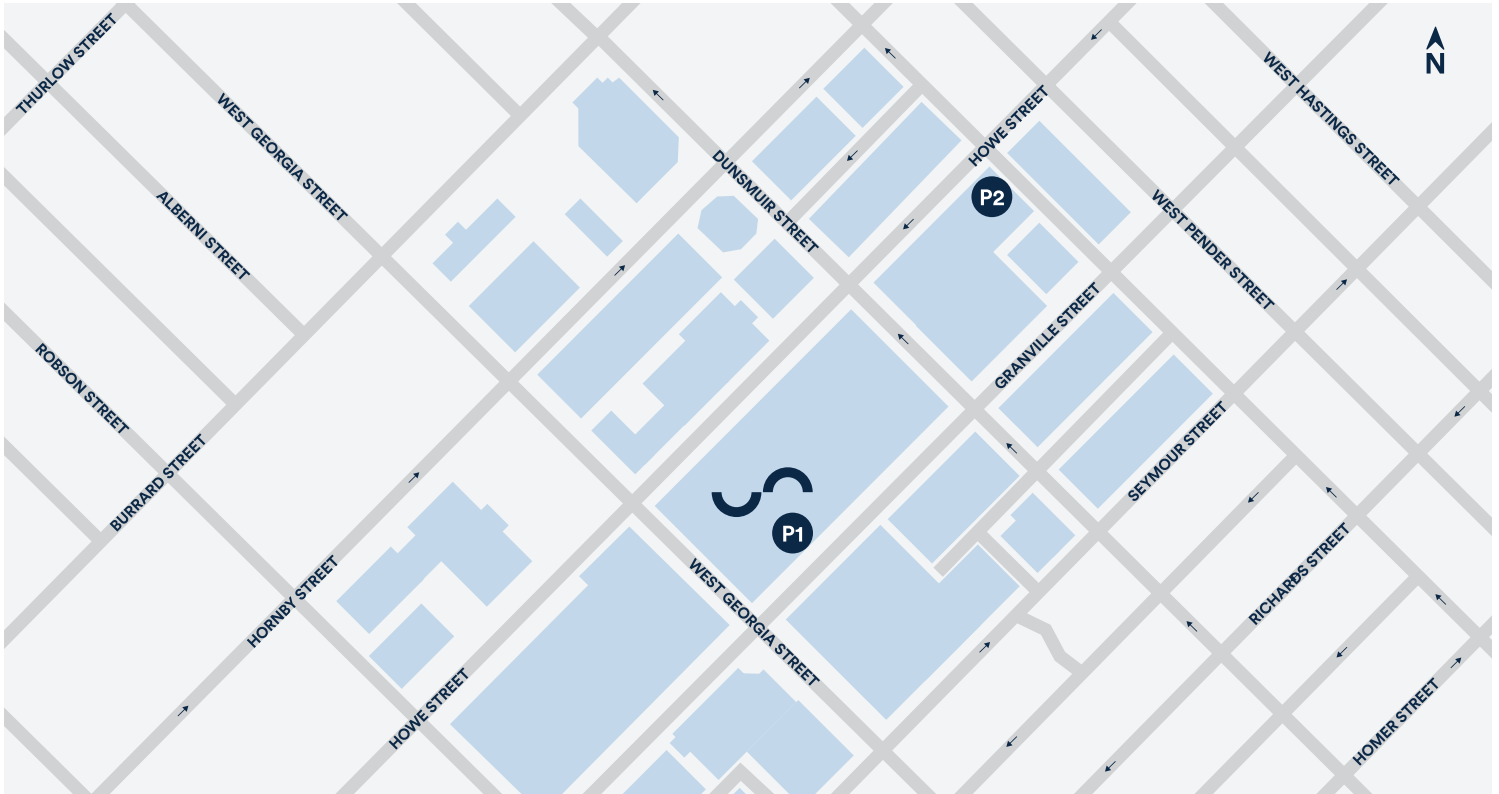 THURLOW STREET
WEST GEORGIA STREET
ALBERNI STREET
ROBSON STREET
BURRARD STREET
HORNBY STREET
HOWE STREET
DUNSMUIR STREET
HOWE STREET
P2
WEST HASTINGS STREET
N
WEST PENDER STREET
GRANVILLE STREET
SEYMOUR STREET
P1
WEST GEORGIA STREET
RICHARDS STREET
HOMER STREET